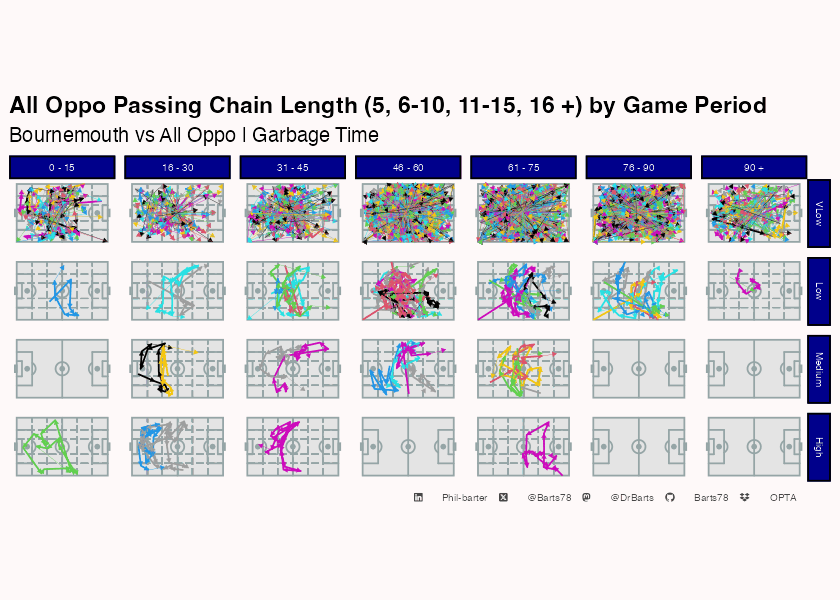 All Oppo Passing Chain Length (5, 6-10, 11-15, 16 +) by Game Period
Bournemouth vs All Oppo | Garbage Time
0 - 15 16 - 30 31 - 45 46 - 60 61 - 75 76 - 90 90 +
VLow
Low
Medium
High
Phil-barter @Barts78 @DrBarts Barts78 OPTA